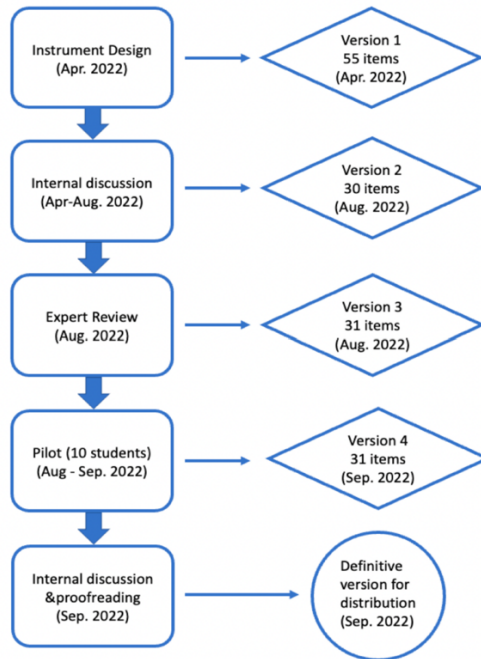 Instrument Design
(Apr. 2022)
Version 1
55 items
(Apr. 2022)
Internal discussion
(Apr-Aug. 2022)
Version 2
30 items
(Aug. 2022)
Expert Review
(Aug. 2022)
Version 3
31 items
(Aug. 2022)
Pilot (10 students)
(Aug - Sep. 2022)
Version 4
31 items
(Sep. 2022)
Internal discussion
&proofreading
(Sep. 2022)
Definitive
version for
distribution
(Sep. 2022)